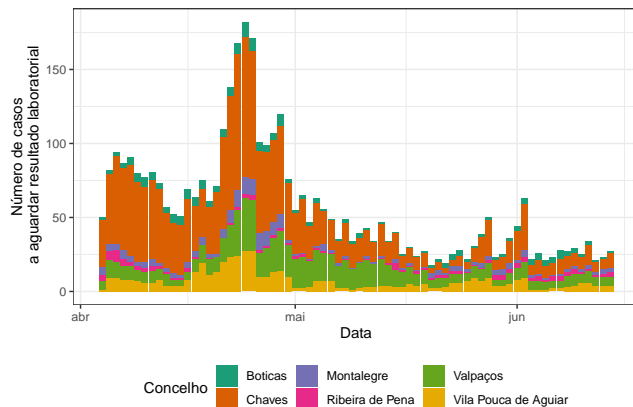 Número de casos
a aguardar resultado laboratorial
150
100
50
0
abr
mai
jun
Data
Concelho
Boticas
Montalegre
Valpaços
Chaves
Ribeira de Pena
Vila Pouca de Aguiar